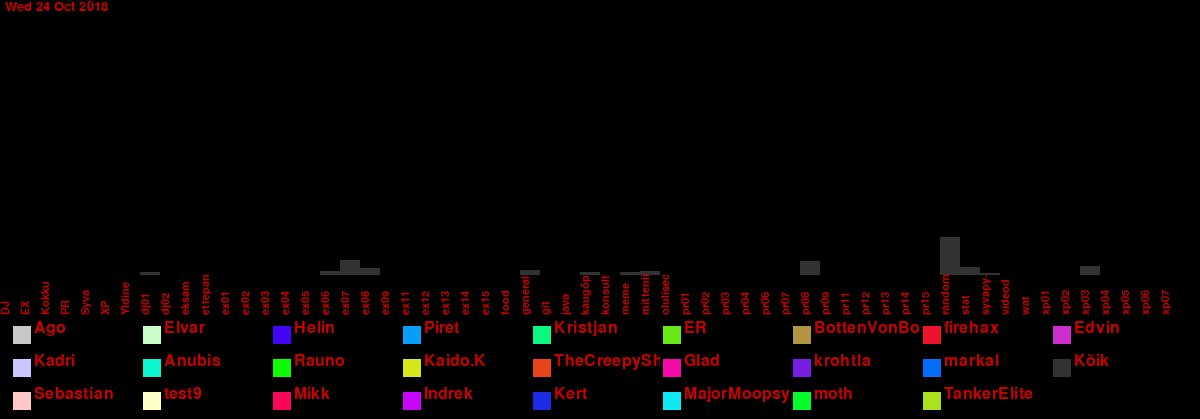 Wed 24 Oct 2018
DJ
EX
Kokku
PR
Syva
XP
Yldine
dj01
dj02
eksam
ettepan
ex01
ex02
ex03
ex04
ex05
ex06
ex07
ex08
ex09
ex11
ex12
ex13
ex14
ex15
food
general
git
java
kaugõp
konsult
meme
mittenii
olulised
pr01
pr02
pr03
pr04
pr06
pr07
pr08
pr09
pr11
pr12
pr13
pr14
pr15
random
stat
syvapy-
videod
wat
xp01
xp02
xp03
xp04
xp05
xp06
xp07
Ago Elvar Helin Piret Kristjan ER BottenVonBo firehax Edvin
Kadri Anubis Rauno Kaido.K TheCreepySh Glad krohtla markal Kõik
Sebastian test9 Mikk Indrek Kert MajorMoopsy moth TankerElite